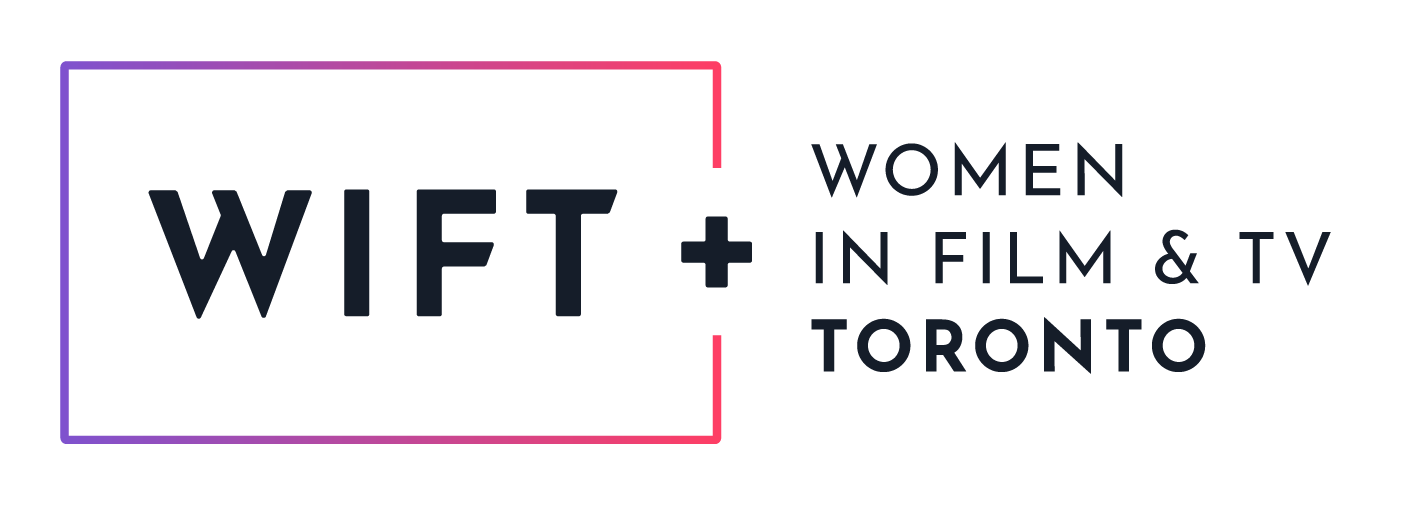 WIFT +
WOMEN
IN FILM & TV
TORONTO